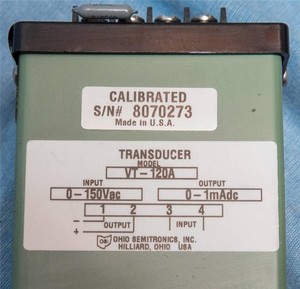 CALIBRATED
S/N# 8070273
Made in U.S.A.
TRANSDUCER
MODEL
VT-120A
INPUT OUTPUT
0-150Vac 0-1mAdc
1 2 3 4
- OUTPUT INPUT
+
OSI OHIO SEMITRONICS, INC.
HILLIARD, OHIO USA